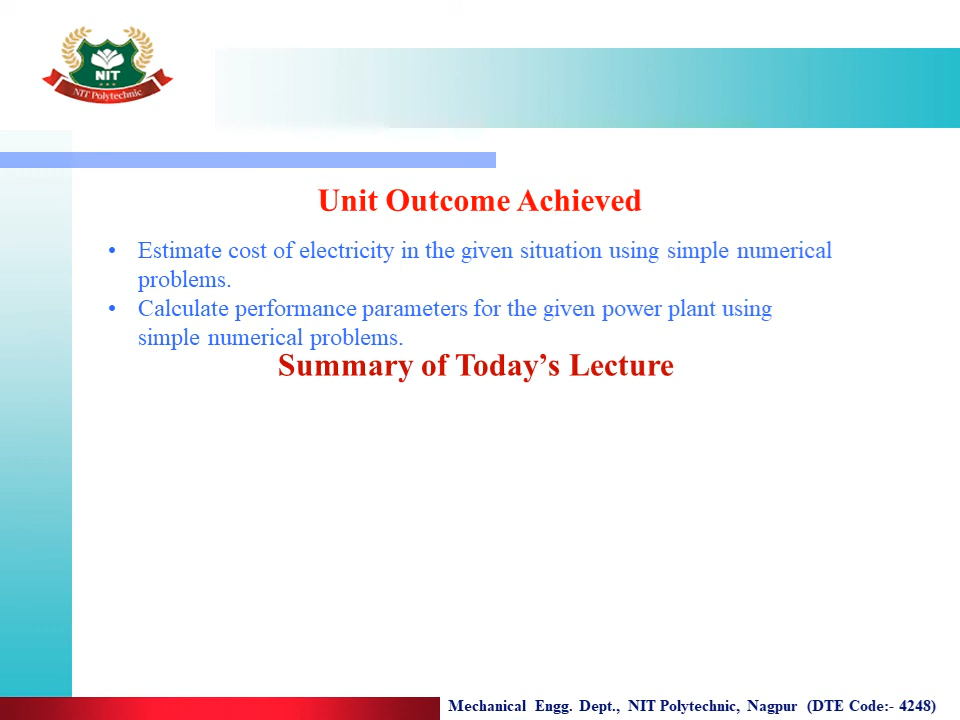 NIT
NIT Polytechnic
Unit Outcome Achieved
• Estimate cost of electricity in the given situation using simple numerical
problems.
• Calculate performance parameters for the given power plant using
simple numerical problems.
Summary of Today’s Lecture
Mechanical Engg. Dept., NIT Polytechnic, Nagpur (DTE Code:- 4248)